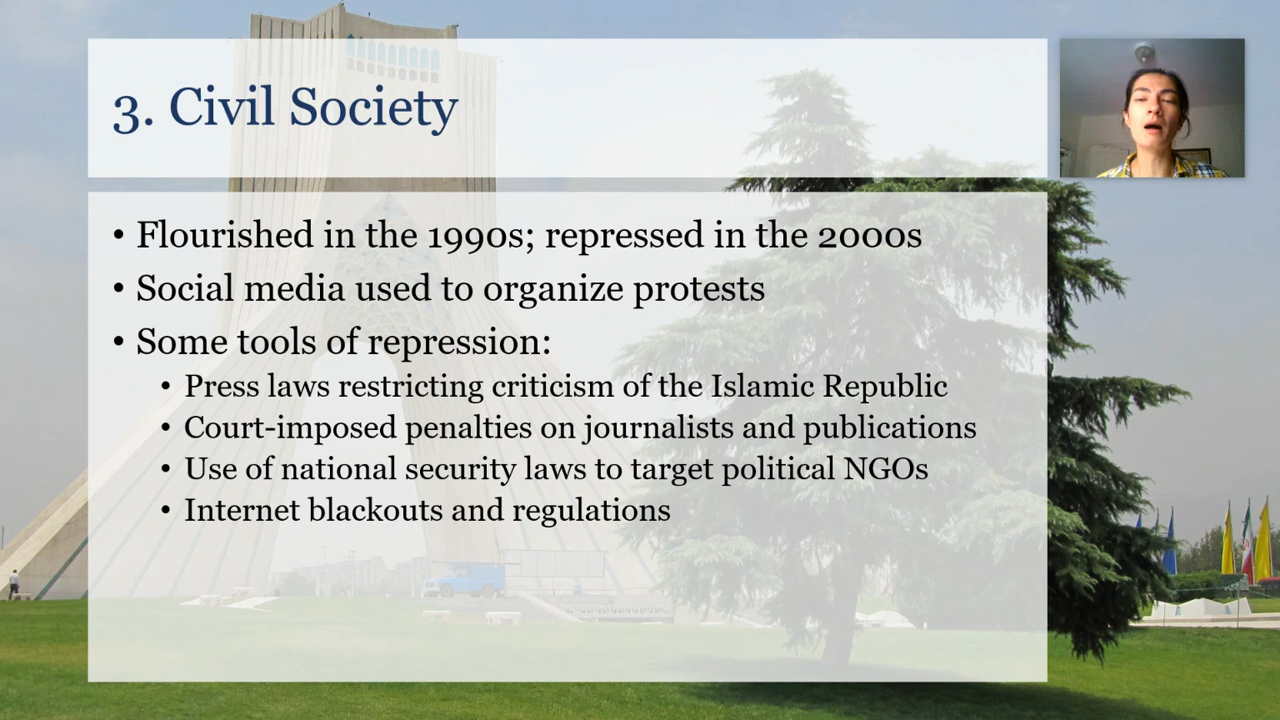 3. Civil Society
• Flourished in the 1990s; repressed in the 2000s
• Social media used to organize protests
• Some tools of repression:
• Press laws restricting criticism of the Islamic Republic
• Court-imposed penalties on journalists and publications
• Use of national security laws to target political NGOs
• Internet blackouts and regulations